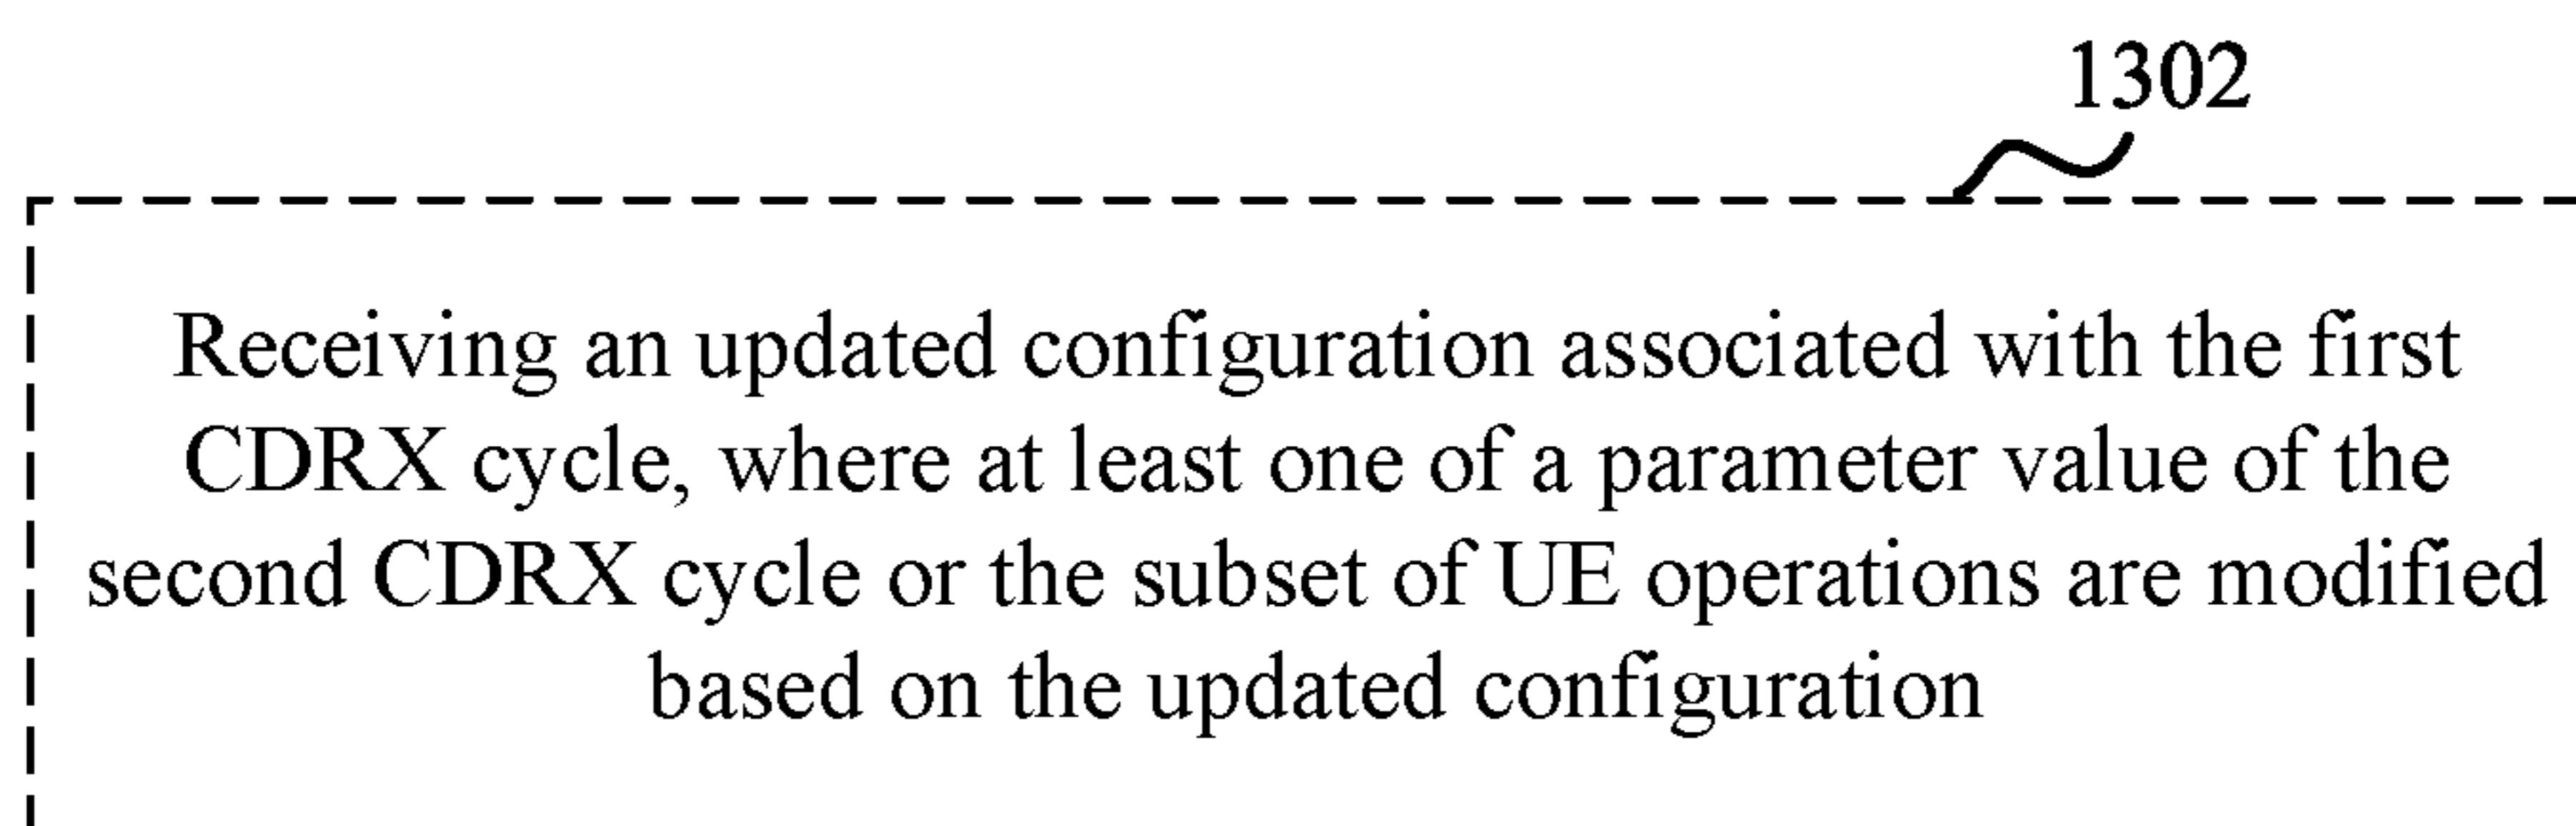 1302
Receiving an updated configuration associated with the first
CDRX cycle, where at least one of a parameter value of the
second CDRX cycle or the subset of UE operations are modified
based on the updated configuration